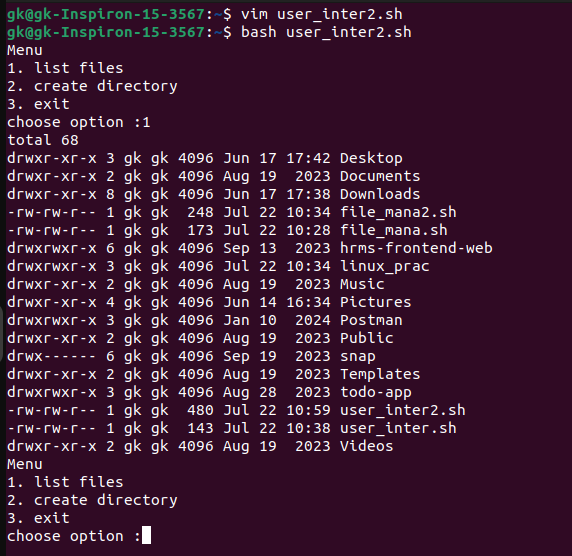 gk@gk-Inspiron-15-3567:~$ vim user_inter2.sh
gk@gk-Inspiron-15-3567:~$ bash user_inter2.sh
Menu
1. list files
2. create directory
3. exit
choose option :1
total 68
drwxr-xr-x 3 gk gk 4096 Jun 17 17:42 Desktop
drwxr-xr-x 2 gk gk 4096 Aug 19  2023 Documents
drwxr-xr-x 8 gk gk 4096 Jun 17 17:38 Downloads
-rw-rw-r-- 1 gk gk  248 Jul 22 10:34 file_mana2.sh
-rw-rw-r-- 1 gk gk  173 Jul 22 10:28 file_mana.sh
drwxrwxr-x 6 gk gk 4096 Sep 13  2023 hrms-frontend-web
drwxrwxr-x 3 gk gk 4096 Jul 22 10:34 linux_prac
drwxr-xr-x 2 gk gk 4096 Aug 19  2023 Music
drwxr-xr-x 4 gk gk 4096 Jun 14 16:34 Pictures
drwxrwxr-x 3 gk gk 4096 Jan 10  2024 Postman
drwxr-xr-x 2 gk gk 4096 Aug 19  2023 Public
drwx------ 6 gk gk 4096 Sep 19  2023 snap
drwxr-xr-x 2 gk gk 4096 Aug 19  2023 Templates
drwxrwxr-x 3 gk gk 4096 Aug 28  2023 todo-app
-rw-rw-r-- 1 gk gk  480 Jul 22 10:59 user_inter2.sh
-rw-rw-r-- 1 gk gk  143 Jul 22 10:38 user_inter.sh
drwxr-xr-x 2 gk gk 4096 Aug 19  2023 Videos
Menu
1. list files
2. create directory
3. exit
choose option :